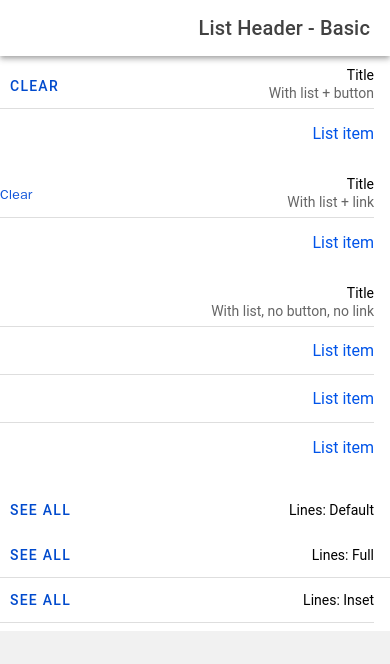 List Header - Basic
Title
With list + button
CLEAR
List item
Title
With list + link
Clear
List item
Title
With list, no button, no link
List item
List item
List item
Lines: Default
SEE ALL
Lines: Full
SEE ALL
Lines: Inset
SEE ALL